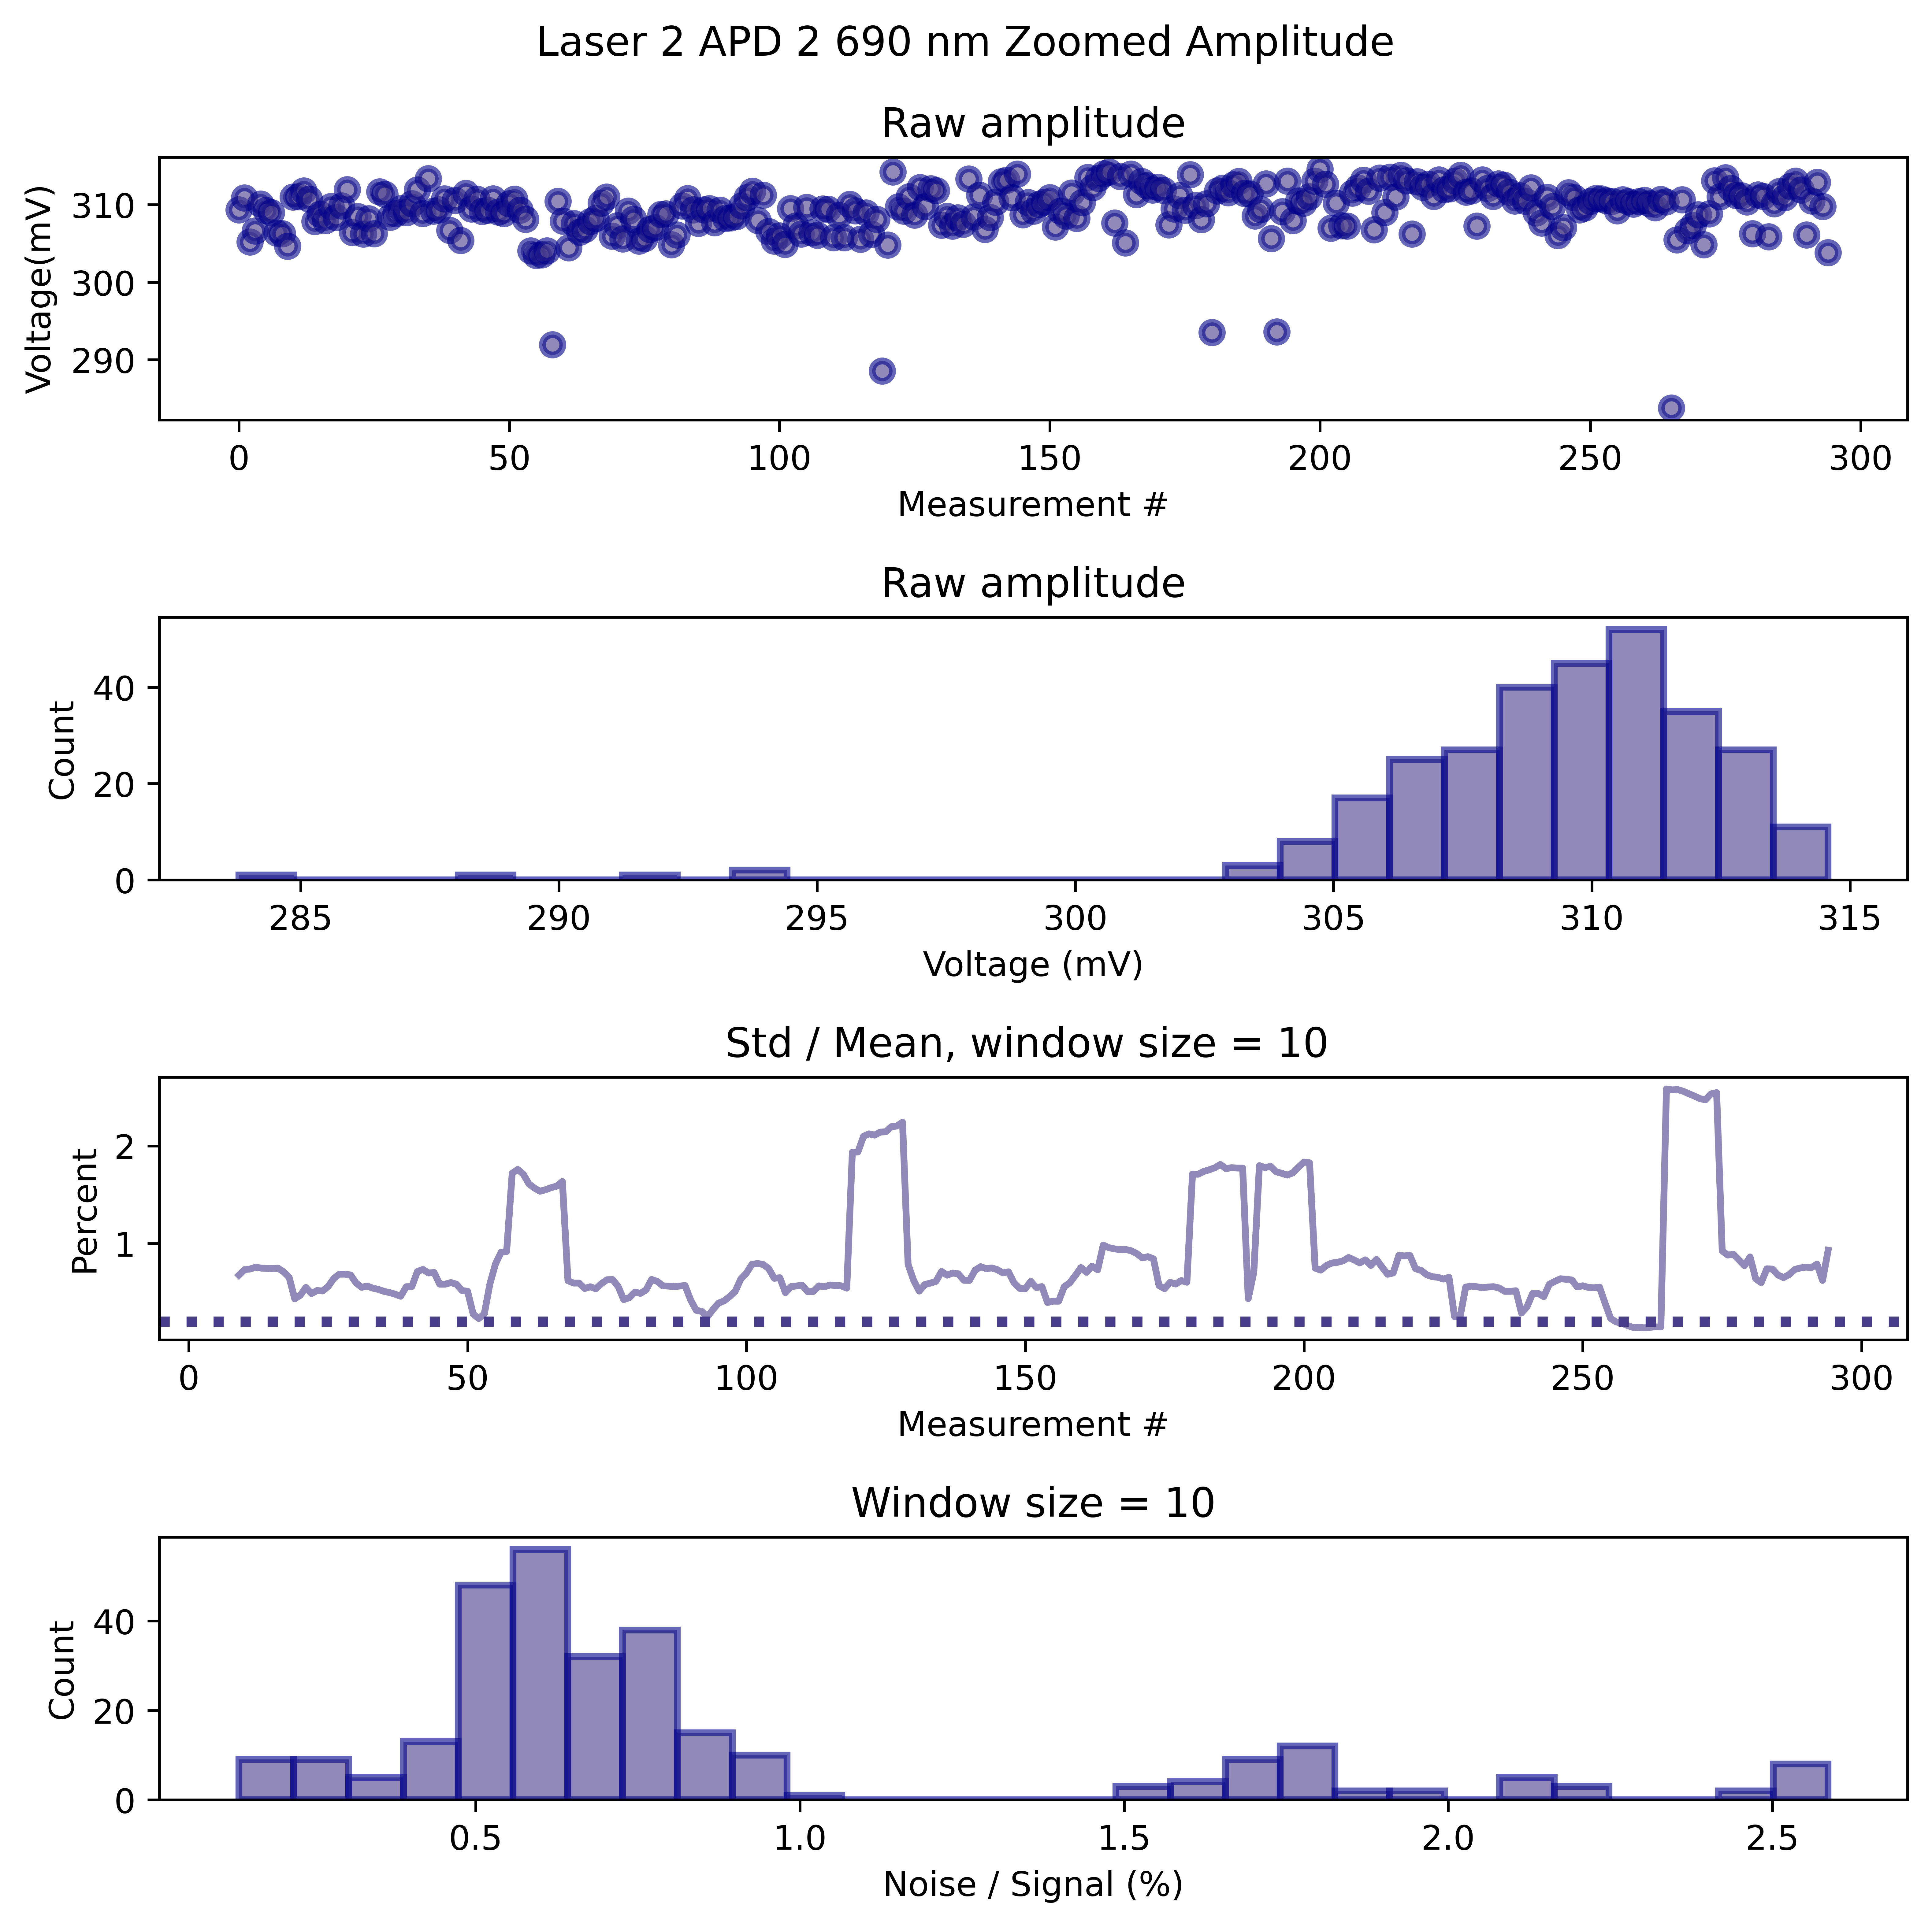 Laser 2 APD 2 690 nm Zoomed Amplitude
Raw amplitude
Voltage(mV)
310
300
290
0 50 100 150 200 250 300
Measurement #
Raw amplitude
Count
40
20
0
285 290 295 300 305 310 315
Voltage (mV)
Std / Mean, window size = 10
Percent
2
1
0 50 100 150 200 250 300
Measurement #
Window size = 10
Count
40
20
0
0.5 1.0 1.5 2.0 2.5
Noise / Signal (%)